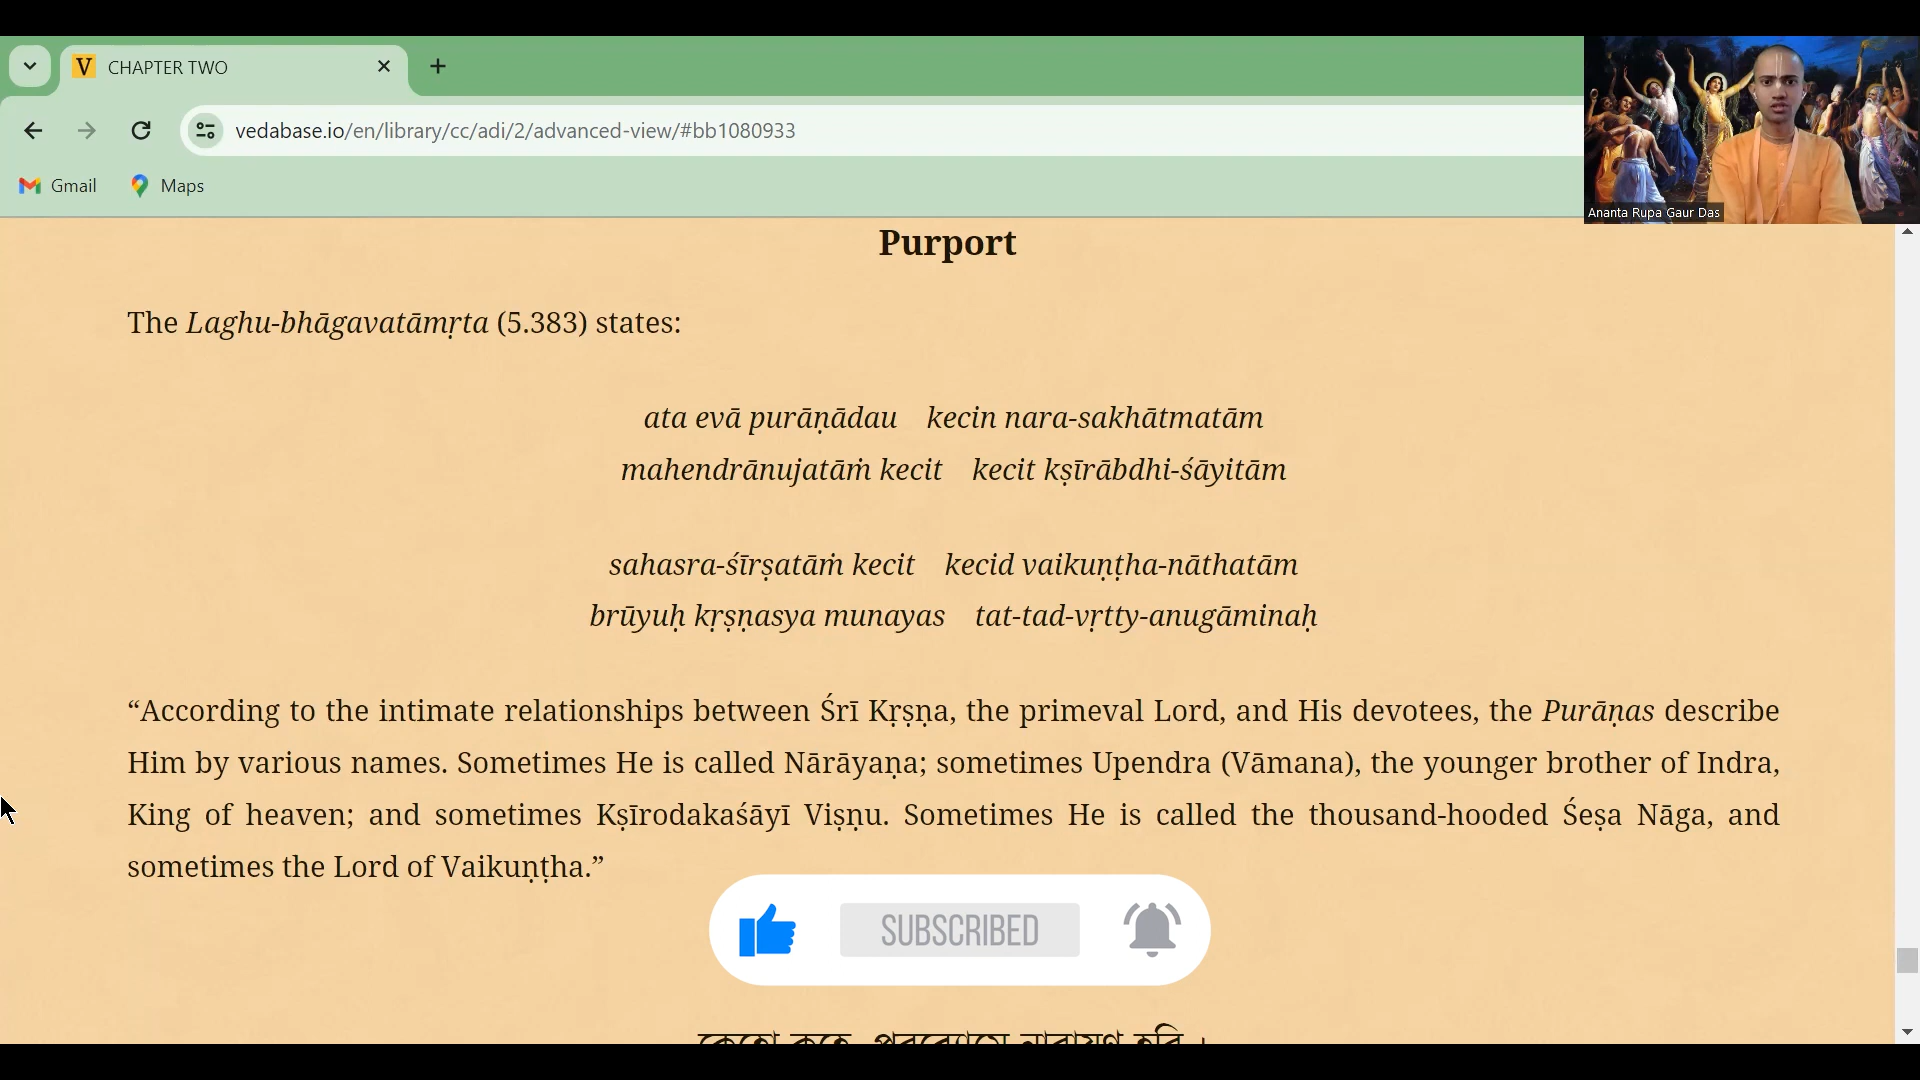 V CHAPTER TWO
vedabase.io/en/library/cc/adi/2/advanced-view/#bb1080933
Gmail Maps
Ananta Rupa Gaur Das
Purport
The Laghu-bhāgavatāmṛta (5.383) states:
ata evā purāṇādau kecin nara-sakhātmatām
mahendrānujatāṁ kecit kecit kṣīrābdhi-śāyitām
sahasra-śīrṣatāṁ kecit kecid vaikuṇṭha-nāthatām
brūyuḥ kṛṣṇasya munayas tat-tad-vṛtty-anugāminaḥ
“According to the intimate relationships between Śrī Kṛṣṇa, the primeval Lord, and His devotees, the Purāṇas describe
Him by various names. Sometimes He is called Nārāyaṇa; sometimes Upendra (Vāmana), the younger brother of Indra,
King of heaven; and sometimes Kṣīrodakaśāyī Viṣṇu. Sometimes He is called the thousand-hooded Śeṣa Nāga, and
sometimes the Lord of Vaikuṇṭha.”
SUBSCRIBED